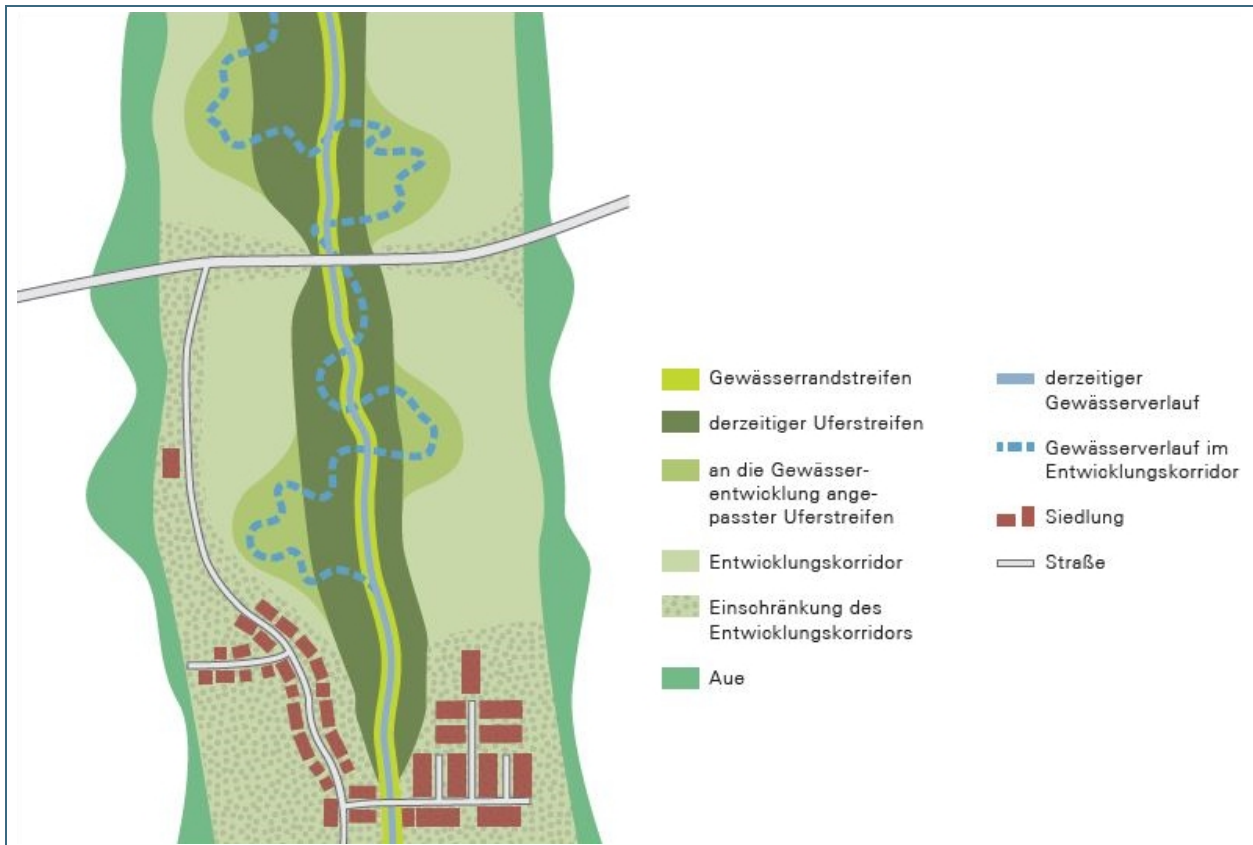 Gewässerrandstreifen
derzeitiger Uferstreifen
an die Gewässer-
entwicklung ange-
passter Uferstreifen
Entwicklungskorridor
Einschränkung des
Entwicklungskorridors
Aue
derzeitiger
Gewässerverlauf
Gewässerverlauf im
Entwicklungskorridor
Siedlung
Straße